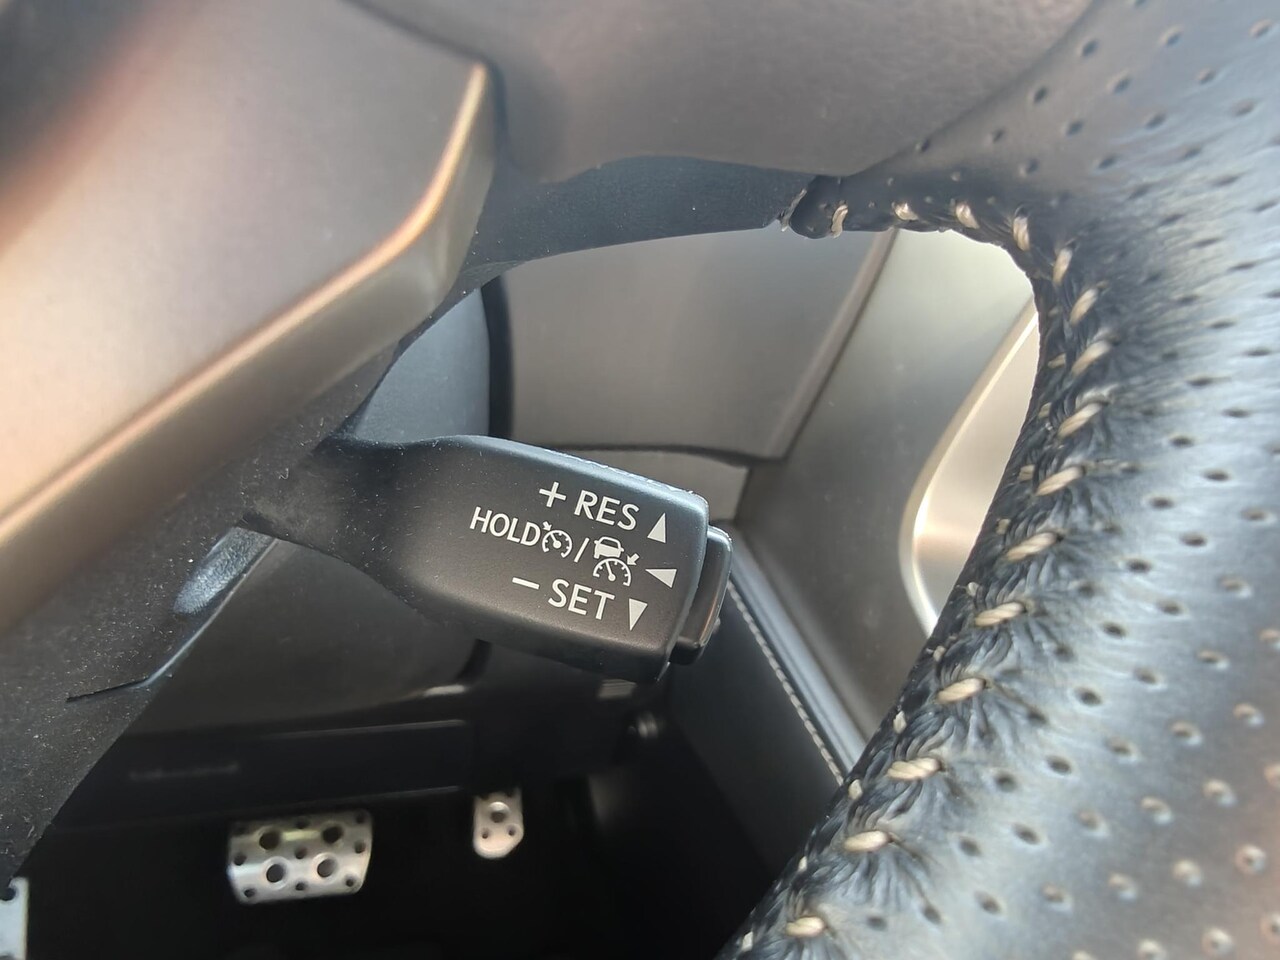 + RES
HOLD /
- SET